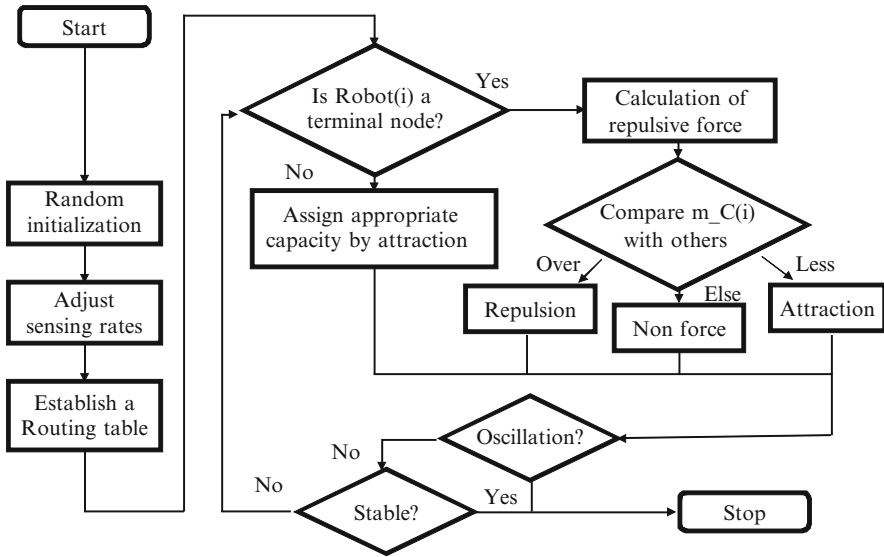 Start
Random
initialization
Adjust
sensing rates
Establish a
Routing table
Is Robot(i) a
terminal node?
Yes
No
Calculation of
repulsive force
Assign appropriate
capacity by attraction
Compare m_C(i)
with others
Over
Else
Less
Repulsion
Non force
Attraction
Oscillation?
No
Stable?
No
Yes
Stop